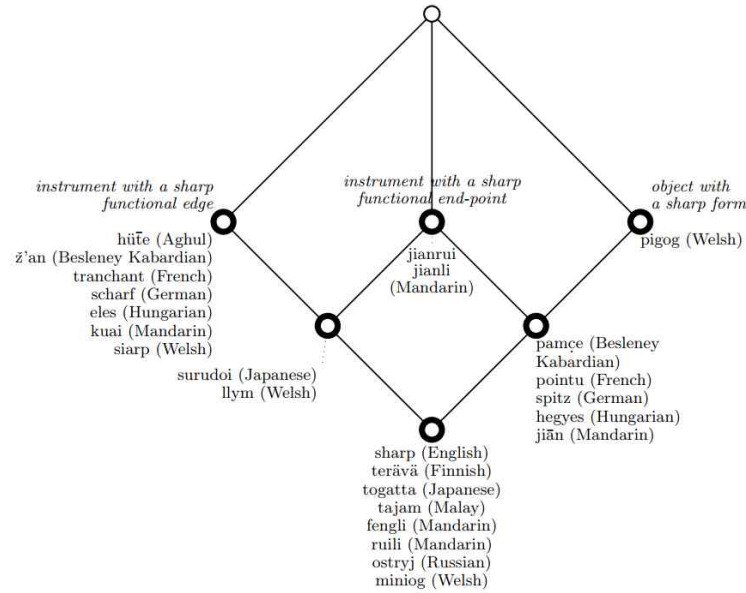 instrument with a sharp
functional edge
instrument with a sharp
functional end-point
object with
a sharp form
hüt̄e (Aghul)
ž'an (Besleney Kabardian)
tranchant (French)
scharf (German)
eles (Hungarian)
kuai (Mandarin)
siarp (Welsh)
jianrui
jianli
(Mandarin)
pigog (Welsh)
surudoi (Japanese)
llym (Welsh)
pamc̣e (Besleney
Kabardian)
pointu (French)
spitz (German)
hegyes (Hungarian)
jiān (Mandarin)
sharp (English)
terävä (Finnish)
togatta (Japanese)
tajam (Malay)
fengli (Mandarin)
ruili (Mandarin)
ostryj (Russian)
miniog (Welsh)